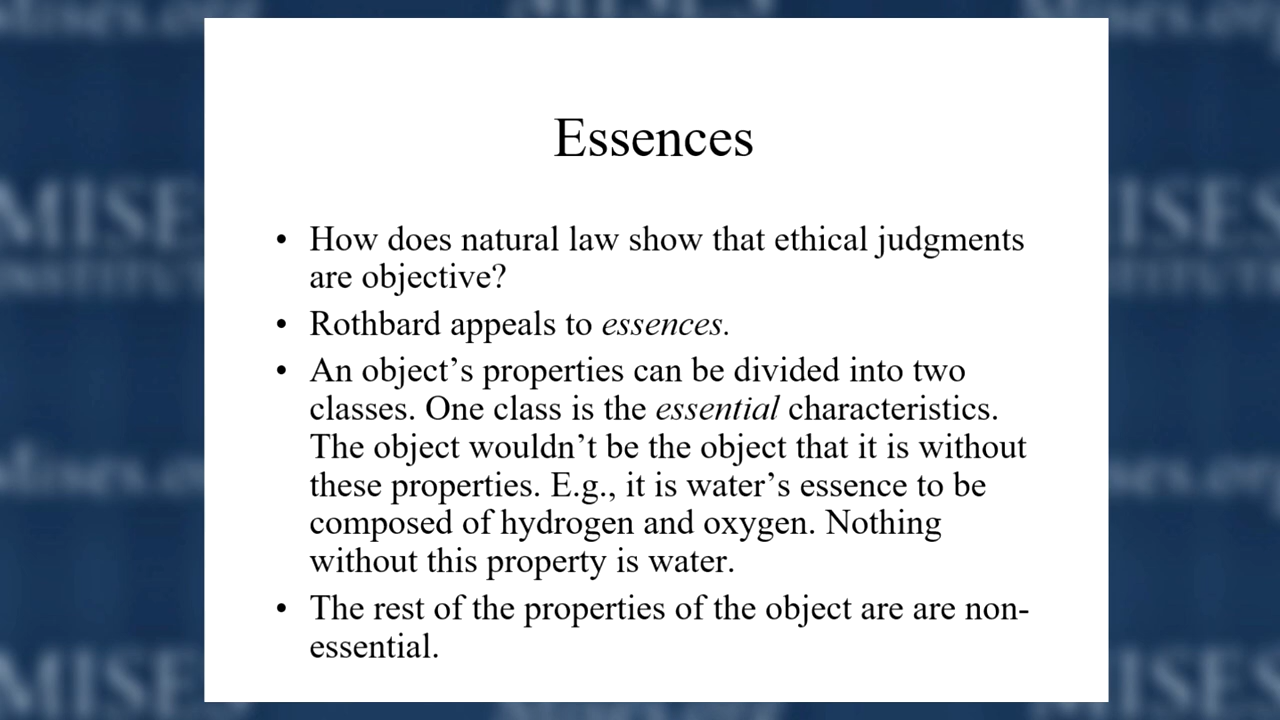 Essences
• How does natural law show that ethical judgments
are objective?
• Rothbard appeals to essences.
• An object’s properties can be divided into two
classes. One class is the essential characteristics.
The object wouldn’t be the object that it is without
these properties. E.g., it is water’s essence to be
composed of hydrogen and oxygen. Nothing
without this property is water.
• The rest of the properties of the object are are non-
essential.